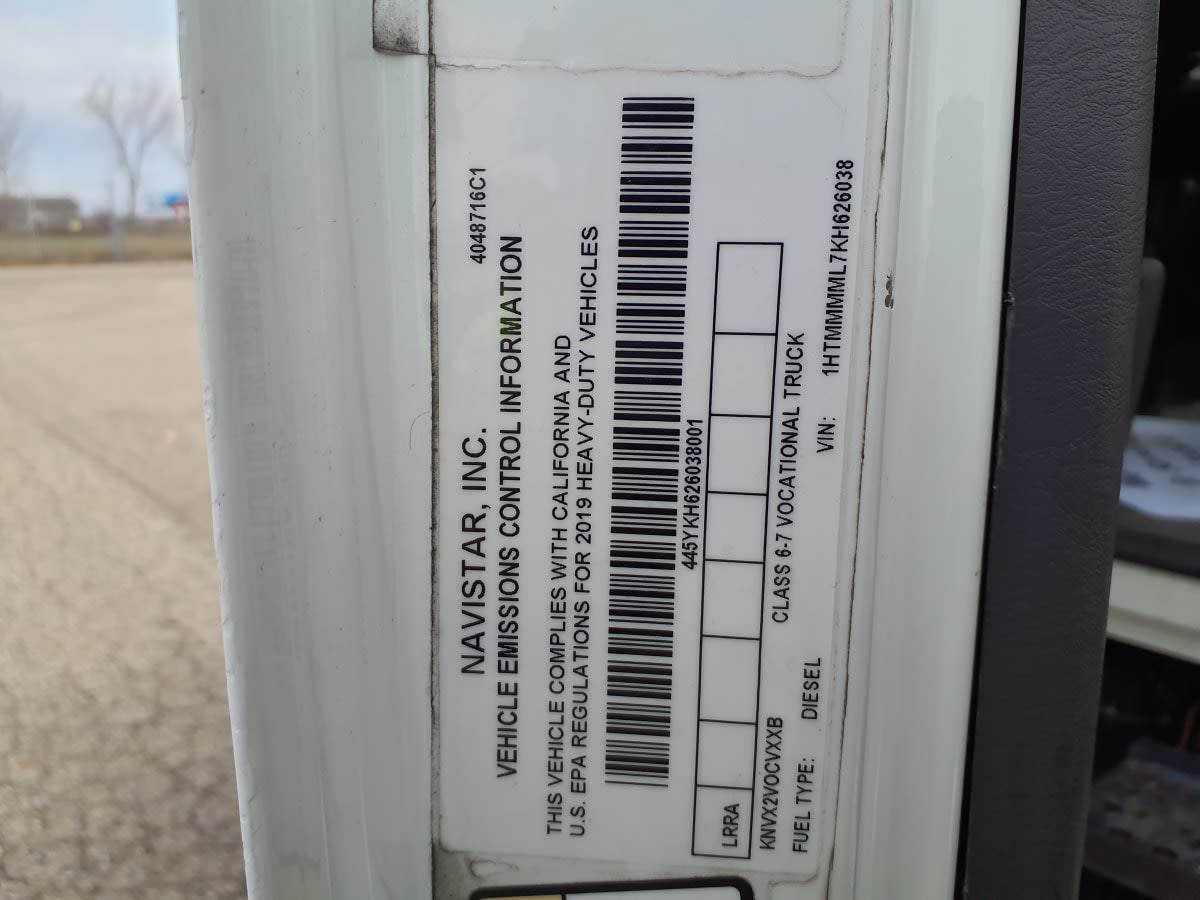 4048716C1
NAVISTAR, INC.
VEHICLE EMISSIONS CONTROL INFORMATION
THIS VEHICLE COMPLIES WITH CALIFORNIA AND
U.S. EPA REGULATIONS FOR 2019 HEAVY-DUTY VEHICLES
445YKH626038001
LRRA
KNVX2VOCVXXB CLASS 6-7 VOCATIONAL TRUCK
FUEL TYPE: DIESEL VIN: 1HTMMMML7KH626038